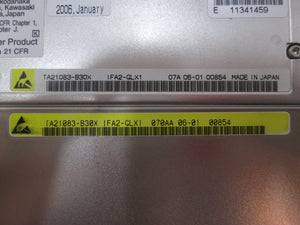 odanaka
i, Kawasaki
Japan
CFR Chapter 1,
pter J.
K
er Product
21 CFR
2006, January
E 11341459
TA21083-B30X IFA2-GLX1 07A 06-01 00854 MADE IN JAPAN
TA21083-B30X IFA2-GLX1 070AA 06-01 00854